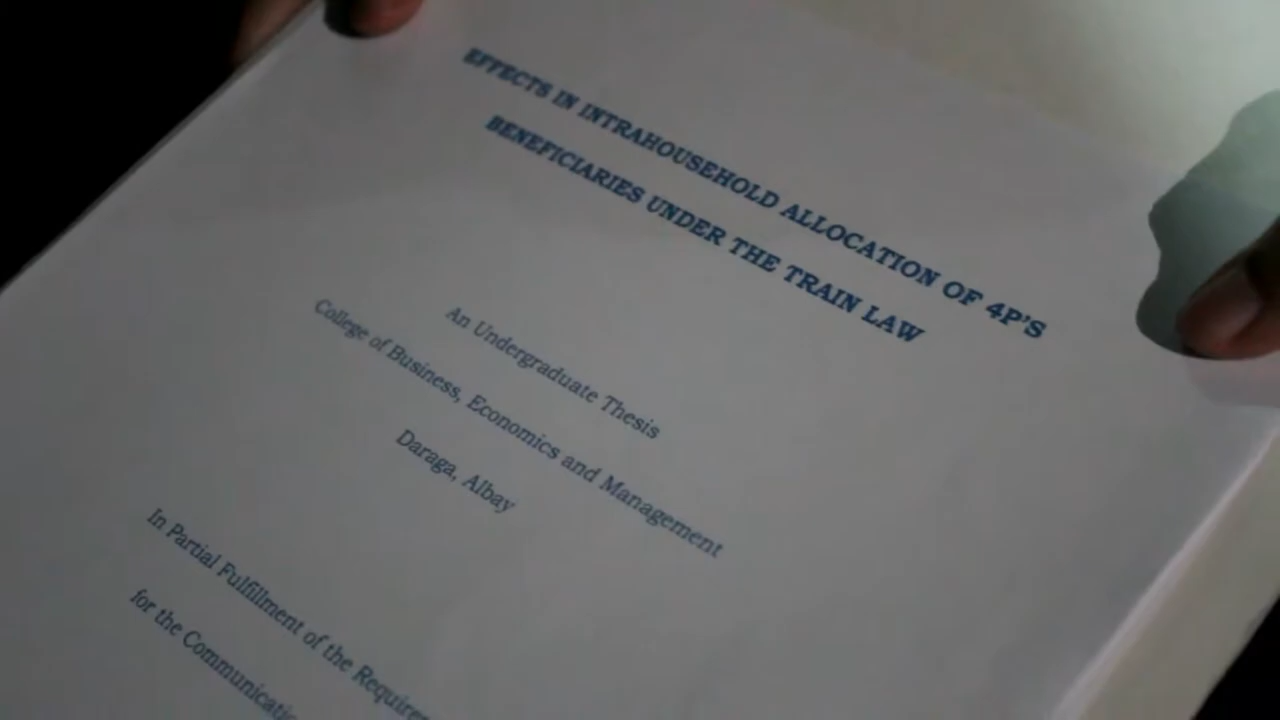 EFFECTS IN INTRAHOUSEHOLD ALLOCATION OF 4P'S
BENEFICIARIES UNDER THE TRAIN LAW
An Undergraduate Thesis
College of Business, Economics and Management
Daraga, Albay
In Partial Fulfillment of the
for the